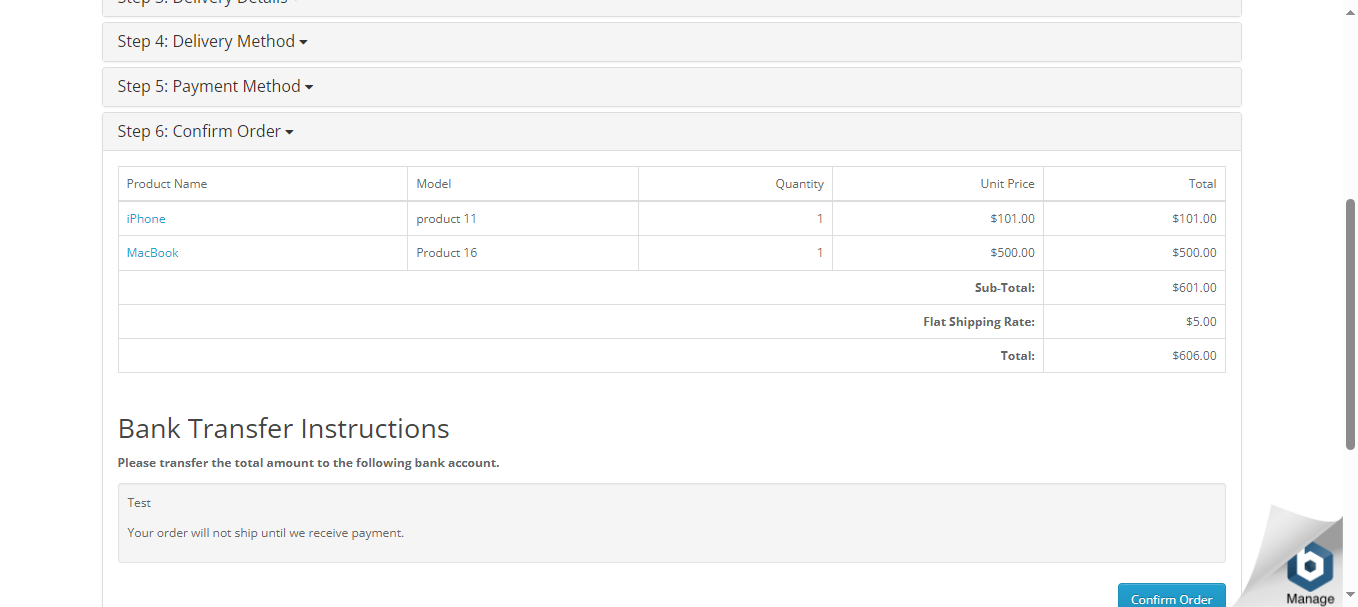 Step 3: Delivery Details
Step 4: Delivery Method
Step 5: Payment Method
Step 6: Confirm Order
Product Name Model Quantity Unit Price Total
iPhone product 11 1 $101.00 $101.00
MacBook Product 16 1 $500.00 $500.00
Sub-Total: $601.00
Flat Shipping Rate: $5.00
Total: $606.00
Bank Transfer Instructions
Please transfer the total amount to the following bank account.
Test
Your order will not ship until we receive payment.
Confirm Order
b
Manage